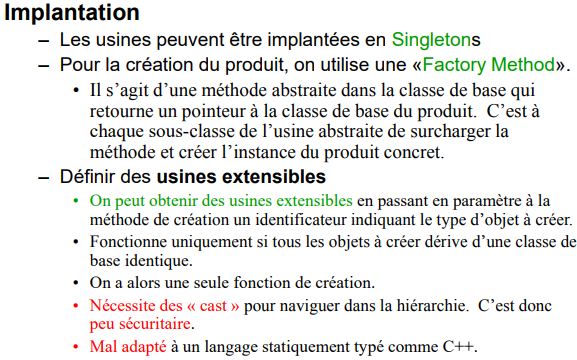 Implantation
– Les usines peuvent être implantées en Singletons
– Pour la création du produit, on utilise une «Factory Method».
• Il s’agit d’une méthode abstraite dans la classe de base qui
retourne un pointeur à la classe de base du produit. C’est à
chaque sous-classe de l’usine abstraite de surcharger la
méthode et créer l’instance du produit concret.
– Définir des usines extensibles
• On peut obtenir des usines extensibles en passant en paramètre à la
méthode de création un identificateur indiquant le type d’objet à créer.
• Fonctionne uniquement si tous les objets à créer dérive d’une classe de
base identique.
• On a alors une seule fonction de création.
• Nécessite des « cast » pour naviguer dans la hiérarchie. C’est donc
peu sécuritaire.
• Mal adapté à un langage statiquement typé comme C++.